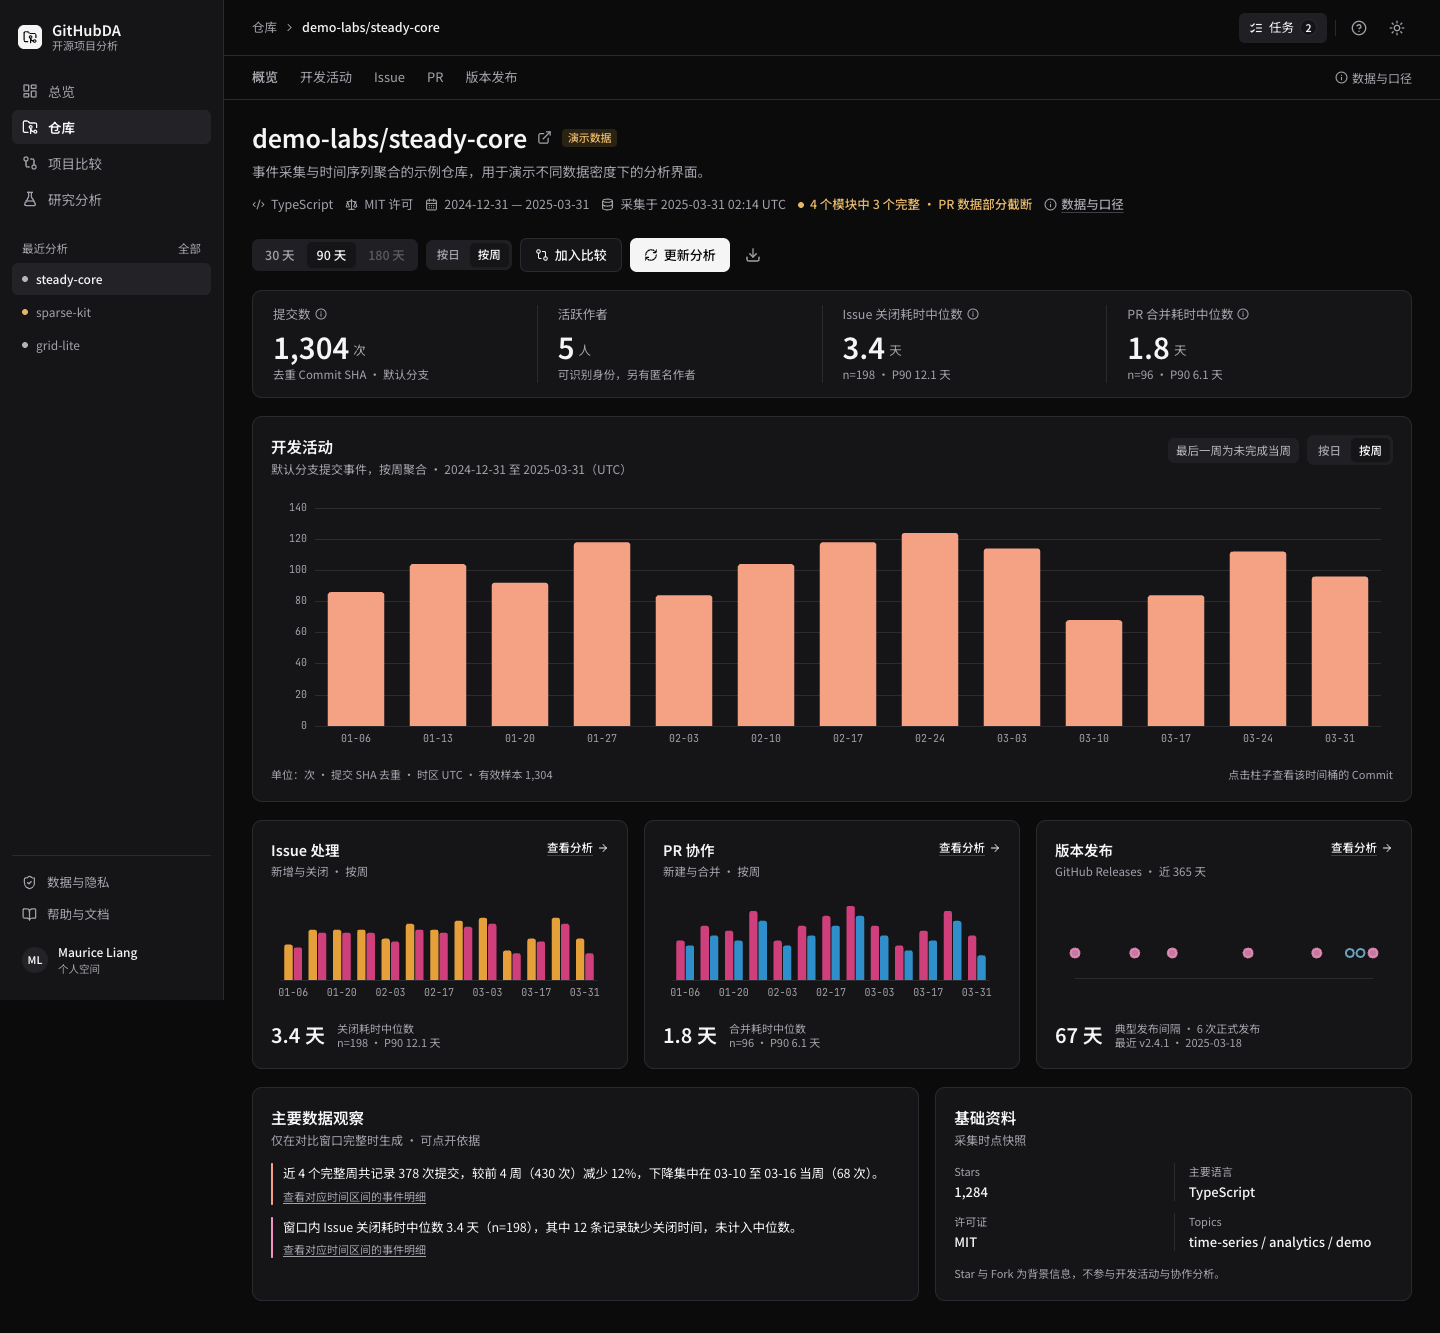 GitHubDA
开源项目分析
总览
仓库
项目比较
研究分析
最近分析 全部
steady-core
sparse-kit
grid-lite
数据与隐私
帮助与文档
ML Maurice Liang
个人空间
仓库 > demo-labs/steady-core
任务 2
概览 开发活动 Issue PR 版本发布
数据与口径
demo-labs/steady-core 演示数据
事件采集与时间序列聚合的示例仓库，用于演示不同数据密度下的分析界面。
TypeScript MIT 许可 2024-12-31 — 2025-03-31 采集于 2025-03-31 02:14 UTC 4 个模块中 3 个完整 · PR 数据部分截断 数据与口径
30 天 90 天 180 天 按日 按周 加入比较 更新分析
提交数
1,304 次
去重 Commit SHA · 默认分支
活跃作者
5 人
可识别身份，另有匿名作者
Issue 关闭耗时中位数
3.4 天
n=198 · P90 12.1 天
PR 合并耗时中位数
1.8 天
n=96 · P90 6.1 天
开发活动
默认分支提交事件，按周聚合 · 2024-12-31 至 2025-03-31（UTC）
最后一周为未完成当周 按日 按周
140
120
100
80
60
40
20
0
01-06 01-13 01-20 01-27 02-03 02-10 02-17 02-24 03-03 03-10 03-17 03-24 03-31
单位：次 · 提交 SHA 去重 · 时区 UTC · 有效样本 1,304
点击柱子查看该时间桶的 Commit
Issue 处理 查看分析 →
新增与关闭 · 按周
01-06 01-20 02-03 02-17 03-03 03-17 03-31
3.4 天
关闭耗时中位数
n=198 · P90 12.1 天
PR 协作 查看分析 →
新建与合并 · 按周
01-06 01-20 02-03 02-17 03-03 03-17 03-31
1.8 天
合并耗时中位数
n=96 · P90 6.1 天
版本发布 查看分析 →
GitHub Releases · 近 365 天
67 天
典型发布间隔 · 6 次正式发布
最近 v2.4.1 · 2025-03-18
主要数据观察
仅在对比窗口完整时生成 · 可点开依据
近 4 个完整周共记录 378 次提交，较前 4 周（430 次）减少 12%，下降集中在 03-10 至 03-16 当周（68 次）。
查看对应时间区间的事件明细
窗口内 Issue 关闭耗时中位数 3.4 天（n=198），其中 12 条记录缺少关闭时间，未计入中位数。
查看对应时间区间的事件明细
基础资料
采集时点快照
Stars
1,284
主要语言
TypeScript
许可证
MIT
Topics
time-series / analytics / demo
Star 与 Fork 为背景信息，不参与开发活动与协作分析。